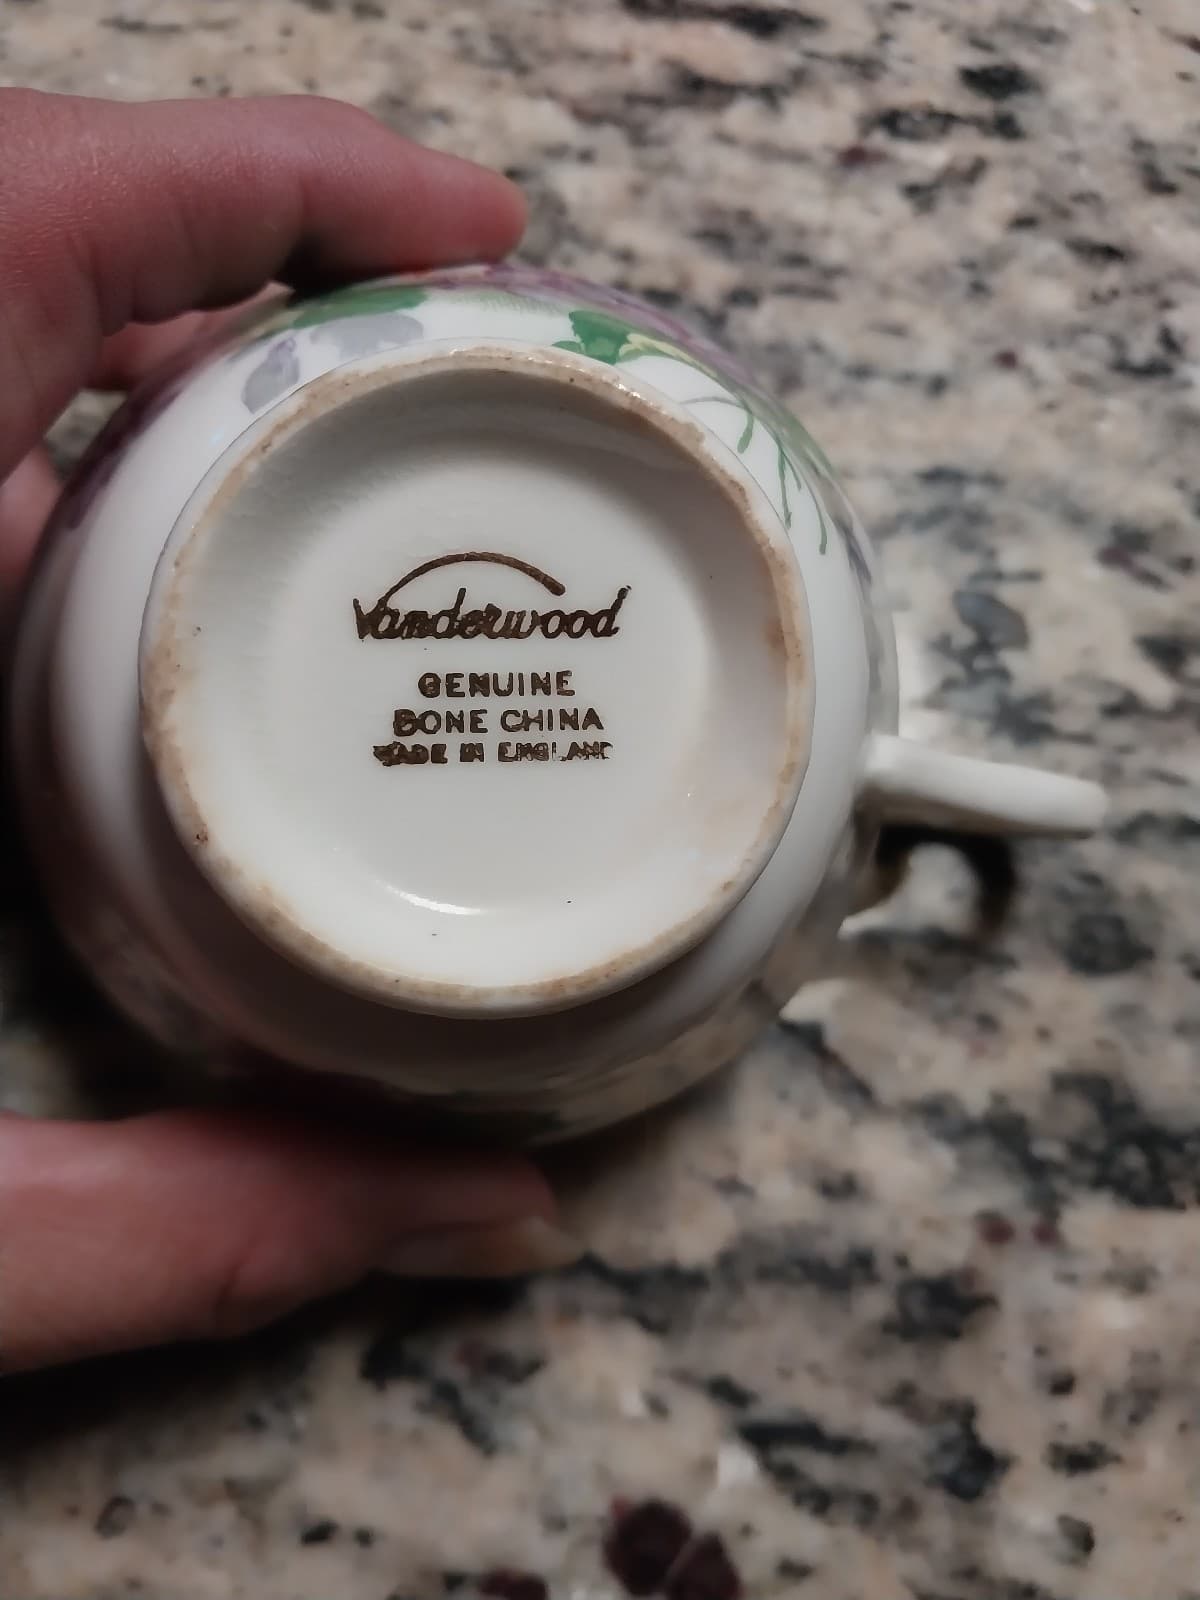 Vanderwood
GENUINE
BONE CHINA
MADE IN ENGLAND